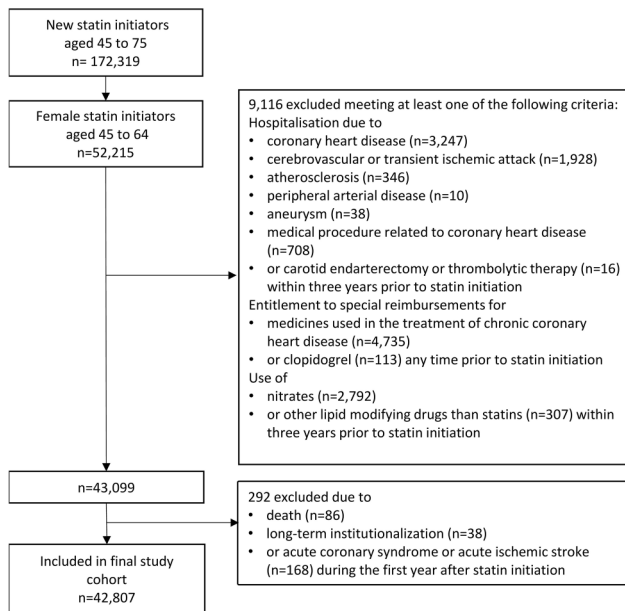 New statin initiators
aged 45 to 75
n= 172,319
Female statin initiators
aged 45 to 64
n=52,215
9,116 excluded meeting at least one of the following criteria:
Hospitalisation due to
• coronary heart disease (n=3,247)
• cerebrovascular or transient ischemic attack (n=1,928)
• atherosclerosis (n=346)
• peripheral arterial disease (n=10)
• aneurysm (n=38)
• medical procedure related to coronary heart disease
(n=708)
• or carotid endarterectomy or thrombolytic therapy (n=16)
within three years prior to statin initiation
Entitlement to special reimbursements for
• medicines used in the treatment of chronic coronary
heart disease (n=4,735)
• or clopidogrel (n=113) any time prior to statin initiation
Use of
• nitrates (n=2,792)
• or other lipid modifying drugs than statins (n=307) within
three years prior to statin initiation
n=43,099
292 excluded due to
• death (n=86)
• long-term institutionalization (n=38)
• or acute coronary syndrome or acute ischemic stroke
(n=168) during the first year after statin initiation
Included in final study
cohort
n=42,807